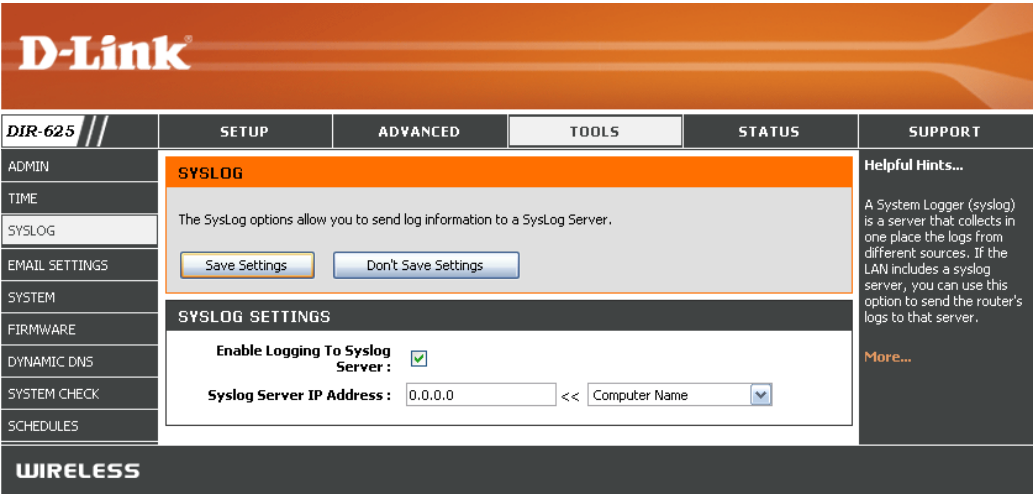 D-Link®
DIR-625
SETUP
ADVANCED
TOOLS
STATUS
SUPPORT
ADMIN
TIME
SYSLOG
EMAIL SETTINGS
SYSTEM
FIRMWARE
DYNAMIC DNS
SYSTEM CHECK
SCHEDULES
SYSLOG
The SysLog options allow you to send log information to a SysLog Server.
Save Settings
Don't Save Settings
SYSLOG SETTINGS
Enable Logging To Syslog
Server :
Syslog Server IP Address :
0.0.0.0
<<
Computer Name
Helpful Hints...
A System Logger (syslog)
is a server that collects in
one place the logs from
different sources. If the
LAN includes a syslog
server, you can use this
option to send the router's
logs to that server.
More...
WIRELESS